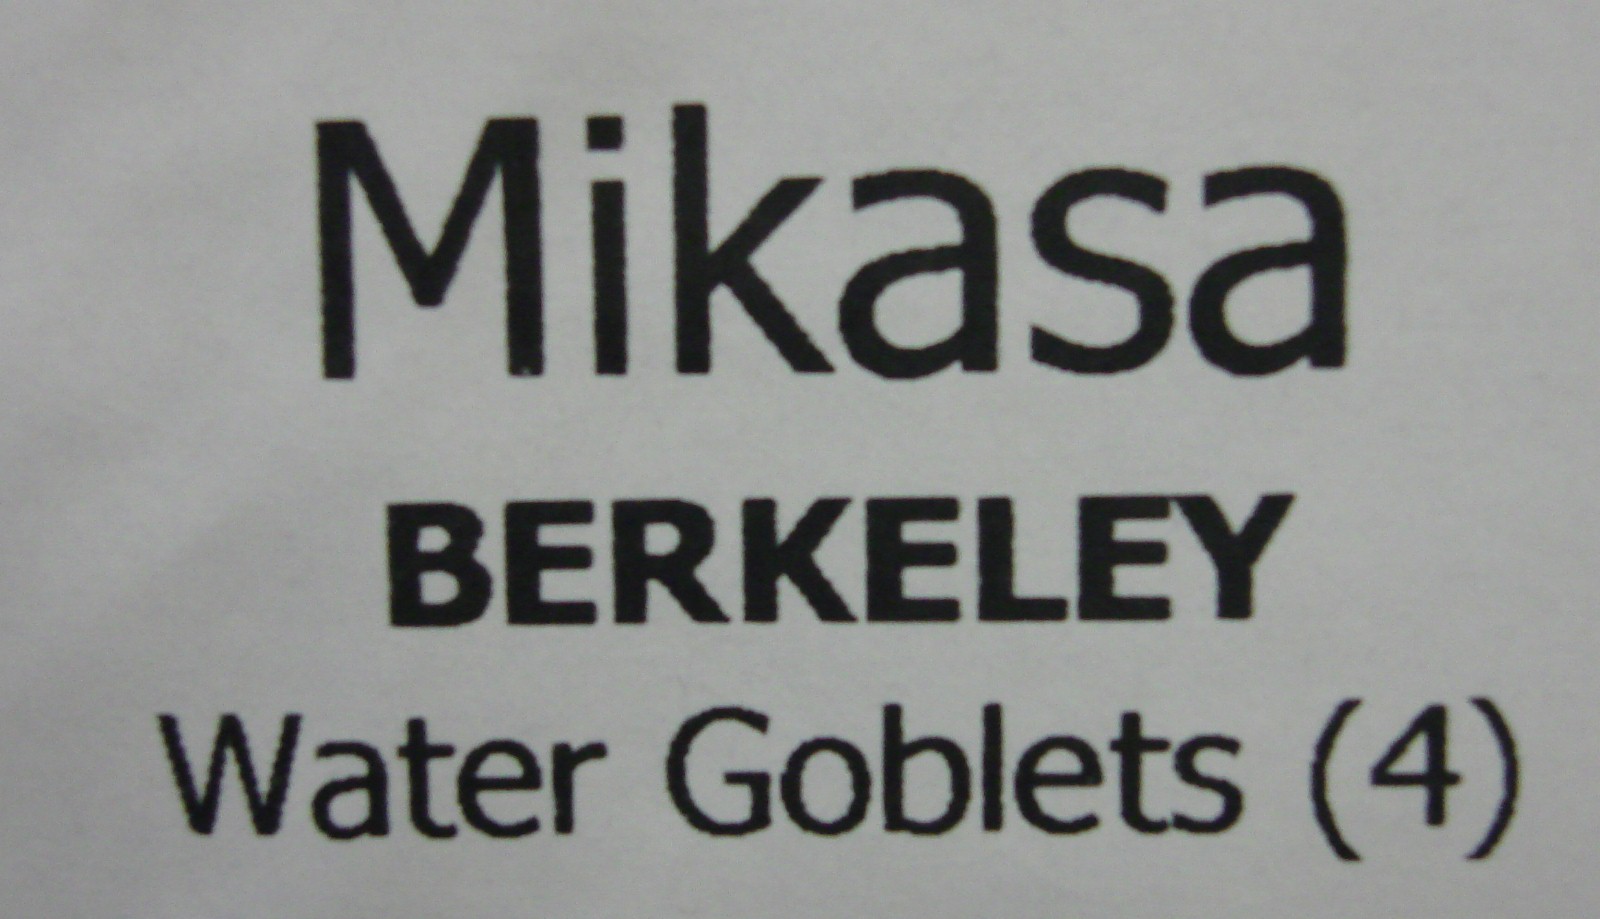 Mikasa
BERKELEY
Water Goblets (4)